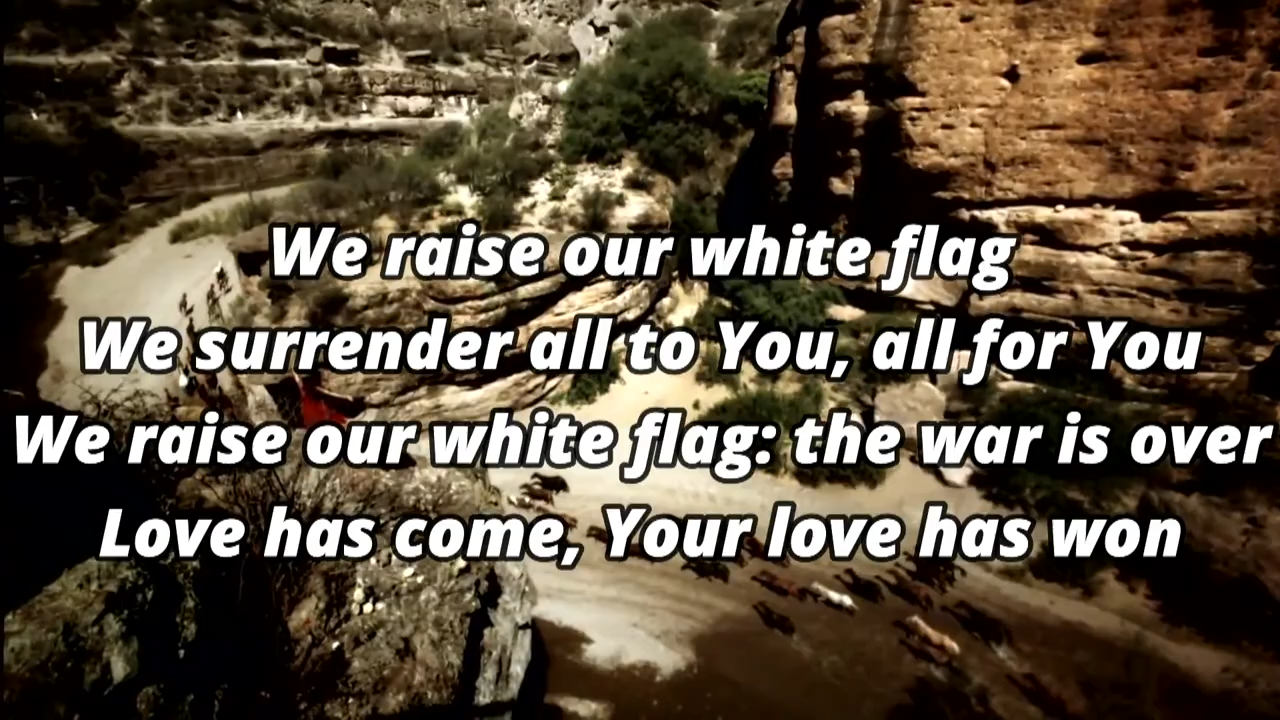 We raise our white flag
We surrender all to You, all for You
We raise our white flag: the war is over
Love has come, Your love has won